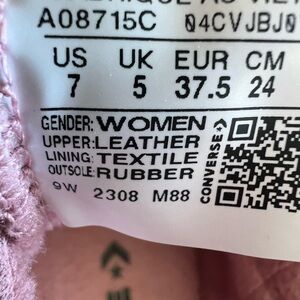 A08715C 04CVJBJ0
US UK EUR CM
7 5 37.5 24
GENDER: WOMEN
UPPER: LEATHER
LINING: TEXTILE
OUTSOLE: RUBBER
9W 2308 M88
CONVERSE